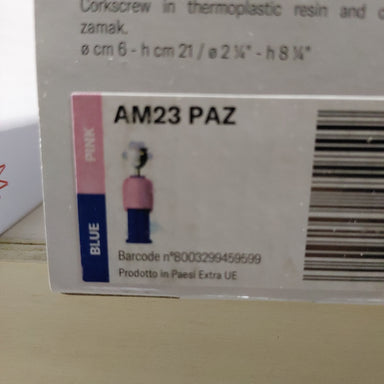 Corkscrew in thermoplastic resin and
zamak.
ø cm 6 - h cm 21 / ø 2 ¼" - h 8 ¼"
AM23 PAZ
PINK
BLUE
Barcode n°8003299459599
Prodotto in Paesi Extra UE